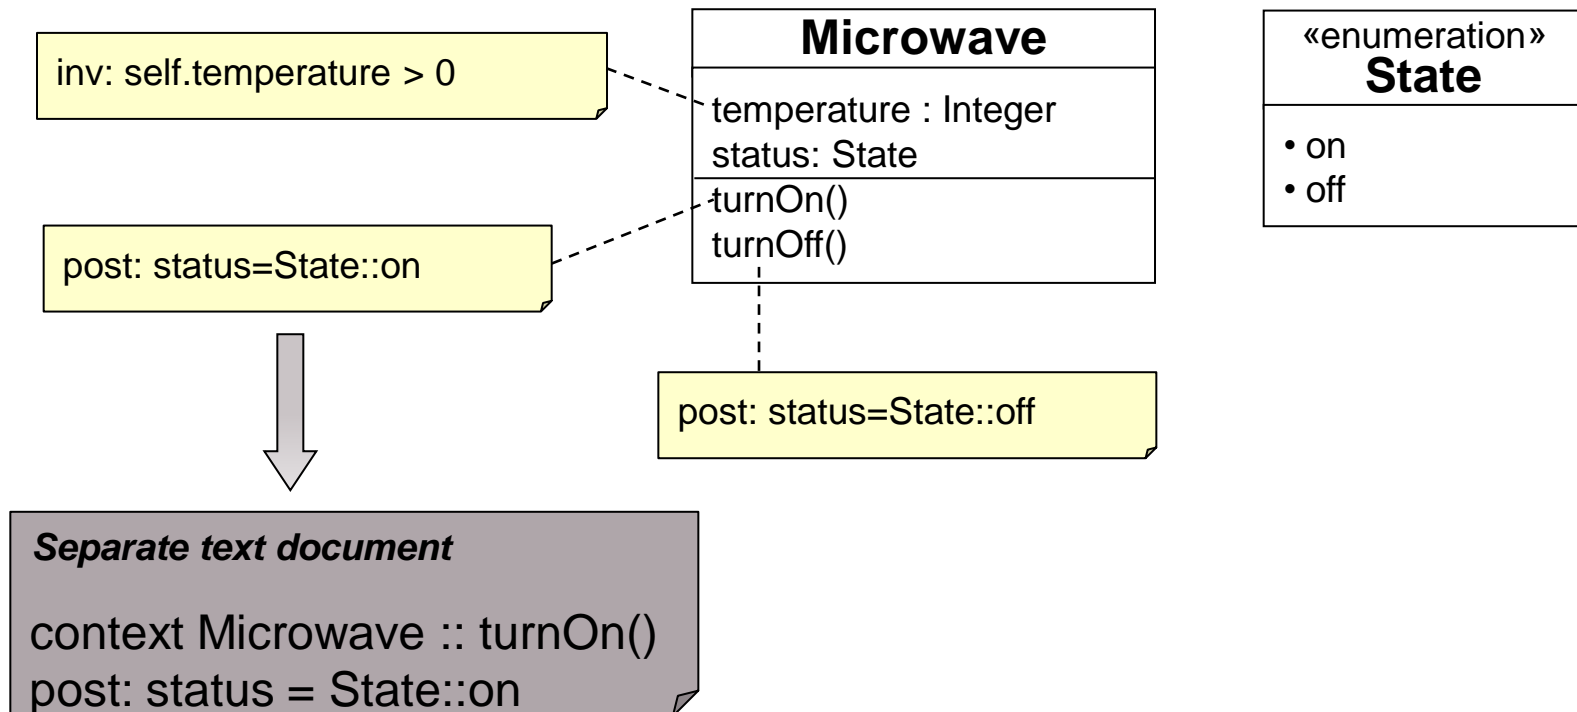 inv: self.temperature > 0
Microwave
temperature : Integer
status: State
turnOn()
turnOff()
«enumeration»
State
• on
• off
post: status=State::on
post: status=State::off
Separate text document
context Microwave :: turnOn()
post: status = State::on